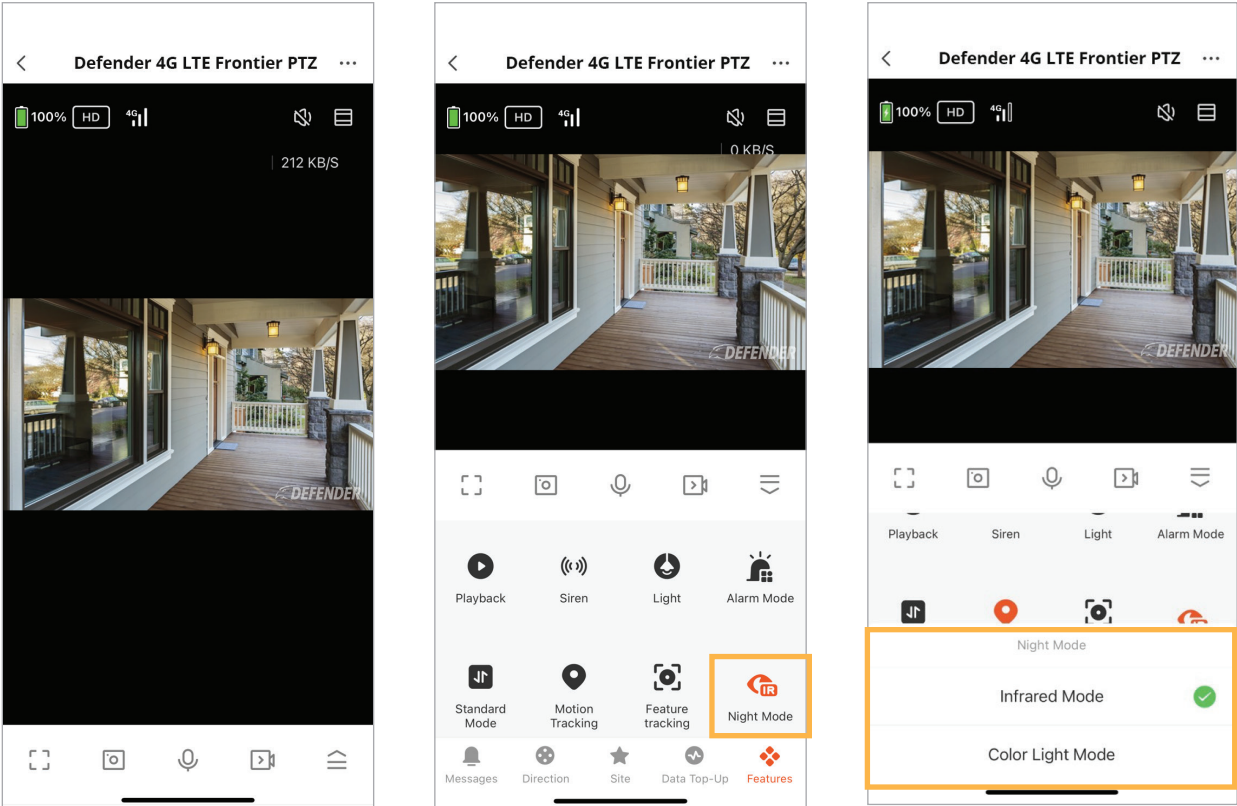 Defender 4G LTE Frontier PTZ
100% HD 4G
212 KB/S
DEFENDER
Defender 4G LTE Frontier PTZ
100% HD 4G
0 KB/S
DEFENDER
Playback Siren Light Alarm Mode
IR
Standard Mode
Motion Tracking
Feature tracking
Night Mode
Messages Direction Site Data Top-Up Features
Defender 4G LTE Frontier PTZ
100% HD 4G
DEFENDER
Playback Siren Light Alarm Mode
Night Mode
Infrared Mode
Color Light Mode